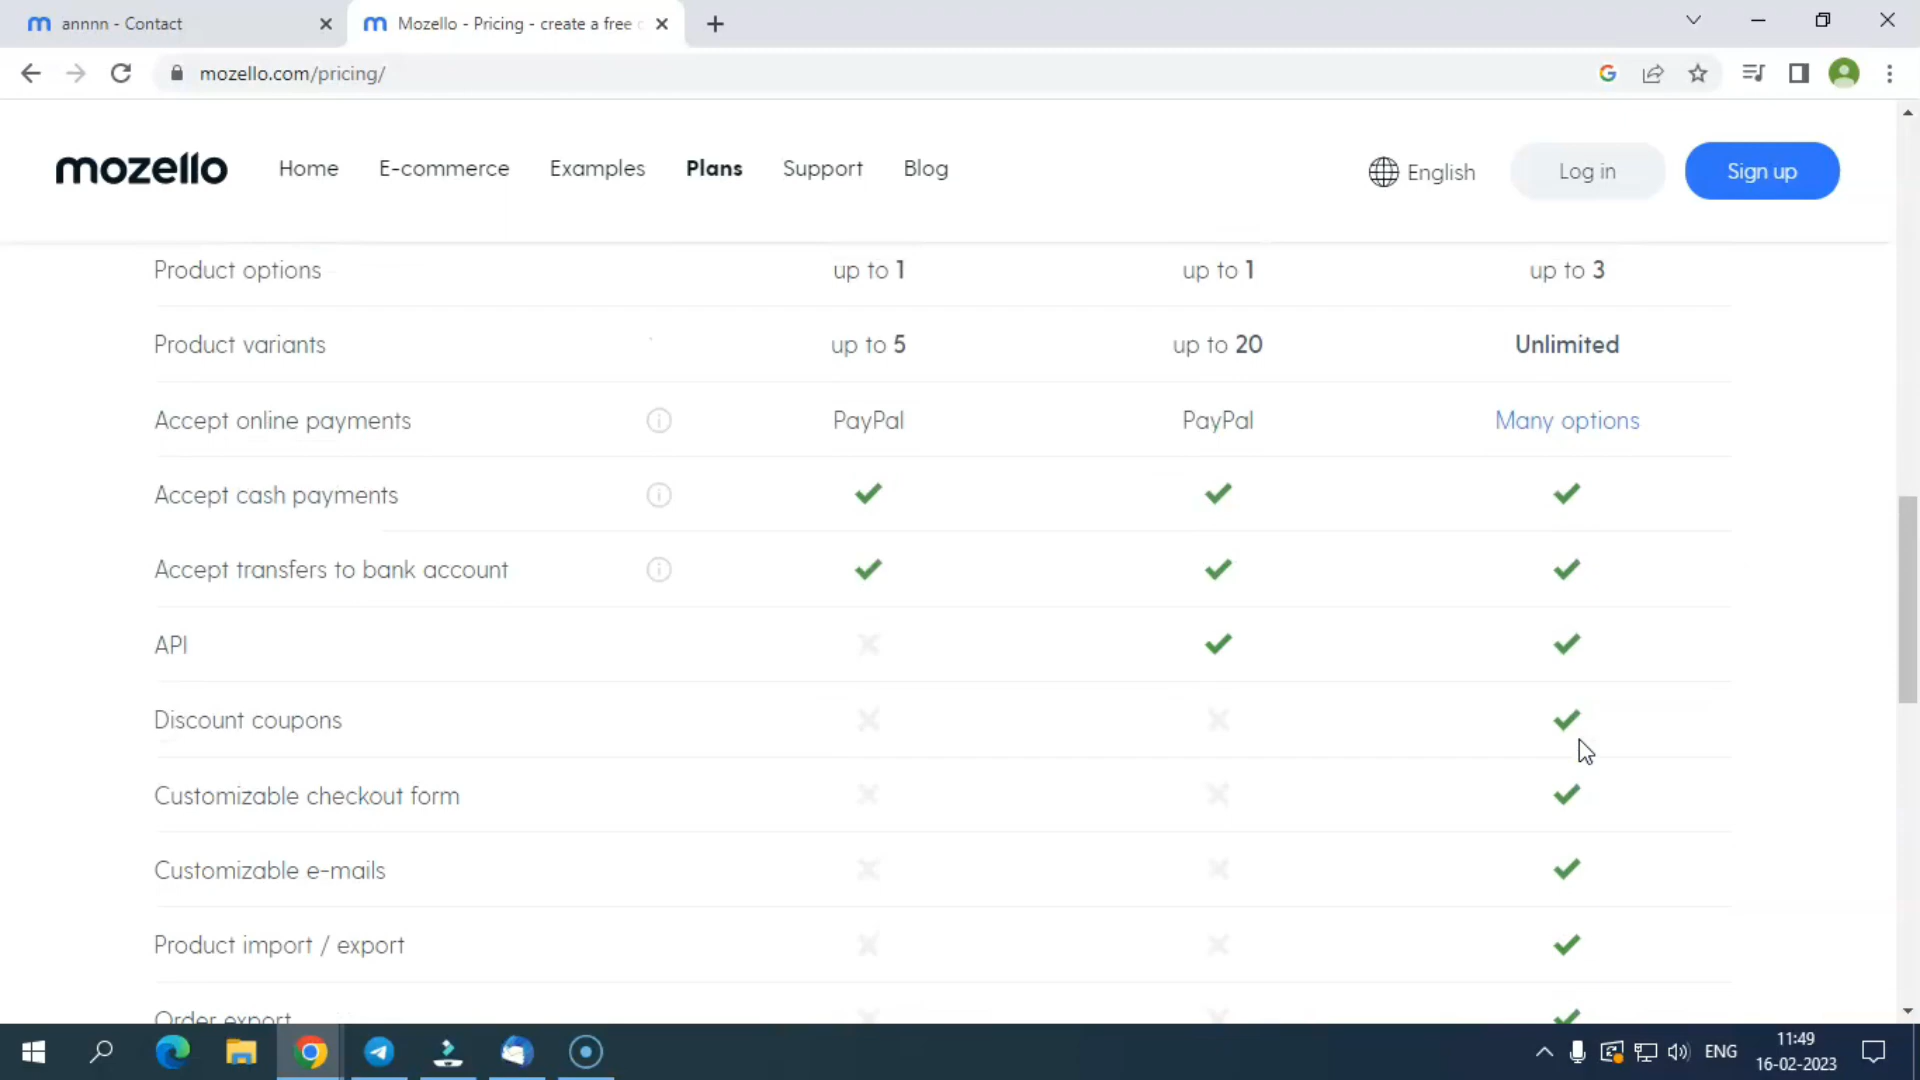 annnn - Contact
Mozello - Pricing - create a free
mozello.com/pricing/
mozello
Home
E-commerce
Examples
Plans
Support
Blog
English
Log in
Sign up
Product options
up to 1
up to 1
up to 3
Product variants
up to 5
up to 20
Unlimited
Accept online payments
PayPal
PayPal
Many options
Accept cash payments
Accept transfers to bank account
API
Discount coupons
Customizable checkout form
Customizable e-mails
Product import / export
Order export
ENG
11:49
16-02-2023